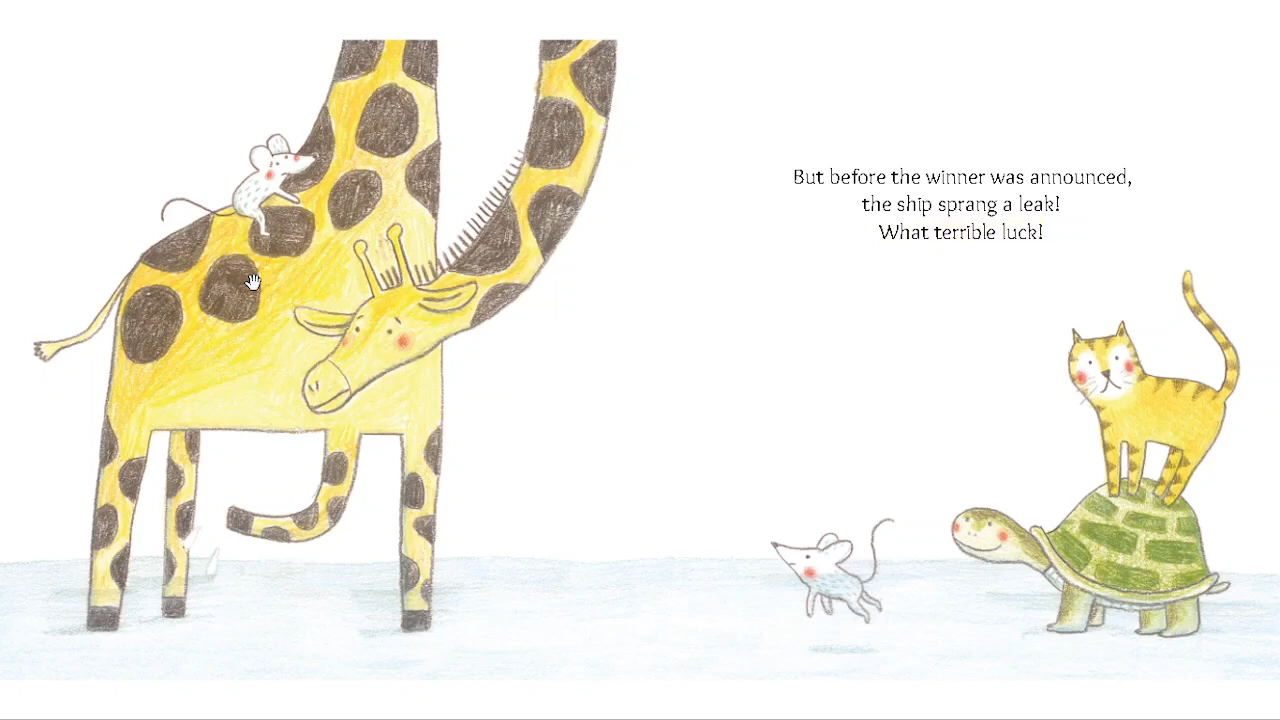 But before the winner was announced,
the ship sprang a leak!
What terrible luck!